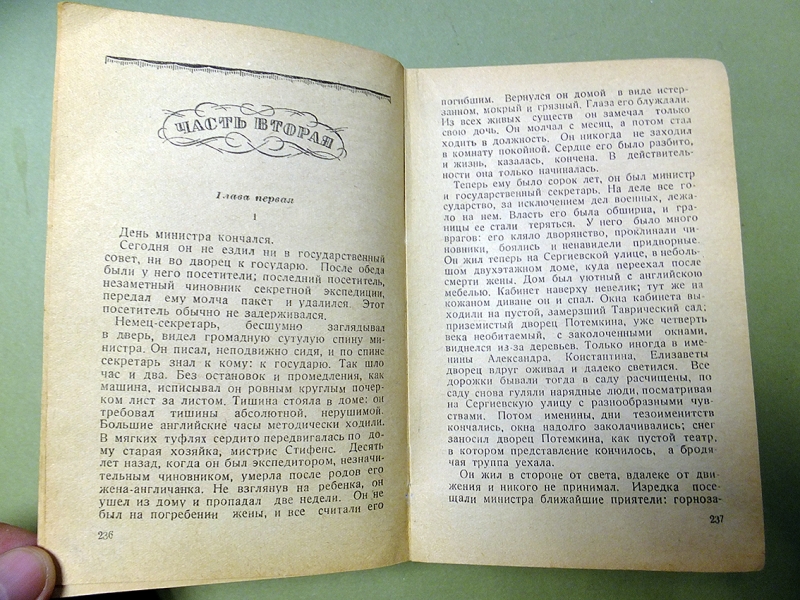 ЧАСТЬ ВТОРАЯ
Глава первая
1
День министра кончался.
Сегодня он не ездил ни в государственный
совет, ни во дворец к государю. После обеда
были у него посетители; последний посетитель,
незаметный чиновник секретной экспедиции,
передал ему молча пакет и удалился. Этот
посетитель обычно не задерживался.
Немец-секретарь, бесшумно заглядывал
в дверь, видел громадную сутулую спину ми-
нистра. Он писал, неподвижно сидя, и по спине
секретарь знал к кому: к государю. Так шло
час и два. Без остановок и промедления, как
машина, исписывал он ровным круглым почер-
ком лист за листом. Тишина стояла в доме: он
требовал тишины абсолютной, нерушимой.
Большие английские часы методически ходили.
В мягких туфлях сердито передвигалась по до-
му старая хозяйка, мистрис Стифенс. Десять
лет назад, когда он был экспедитором, незначи-
тельным чиновником, умерла после родов его
жена-англичанка. Не взглянув на ребенка, он
ушел из дому и пропадал две недели. Он не
был на погребении жены, и все считали его
236
погибшим. Вернулся он домой в виде истер-
занном, мокрый и грязный. Глаза его блуждали.
Из всех живых существ он замечал только
свою дочь. Он молчал с месяц, а потом стал
ходить в должность. Он никогда не заходил
в комнату покойной. Сердце его было разбито,
и жизнь, казалась, кончена. В действитель-
ности она только начиналась.
Теперь ему было сорок лет, он был министр
и государственный секретарь. На деле все го-
сударство, за исключением дел военных, лежа-
ло на нем. Власть его была обширна, и гра-
ницы ее стали теряться. У него было много
врагов: его кляло дворянство, проклинали чи-
новники, боялись и ненавидели придворные.
Он жил теперь на Сергиевской улице, в неболь-
шом двухэтажном доме, куда переехал после
смерти жены. Дом был уютный с английскою
мебелью. Кабинет наверху невелик; тут же на
кожаном диване он и спал. Окна кабинета вы-
ходили на пустой, замерзший Таврический сад;
приземистый дворец Потемкина, уже четверть
века необитаемый, с заколоченными окнами,
виднелся из-за деревьев. Только иногда в име-
нины Александра, Константина, Елизаветы
дворец вдруг оживал и далеко светился. Все
дорожки бывали тогда в саду расчищены, по
саду снова гуляли нарядные люди, посматривая
на Сергиевскую улицу с разнообразными чув-
ствами. Потом именины, дни тезоименитств
кончались, окна надолго заколачивались; снег
заносил дворец Потемкина, как пустой театр,
в котором представление кончилось, а бродя-
чая труппа уехала.
Он жил в стороне от света, вдалеке от дви-
жения и никого не принимал. Изредка посе-
щали министра ближайшие приятели: горноза-
237